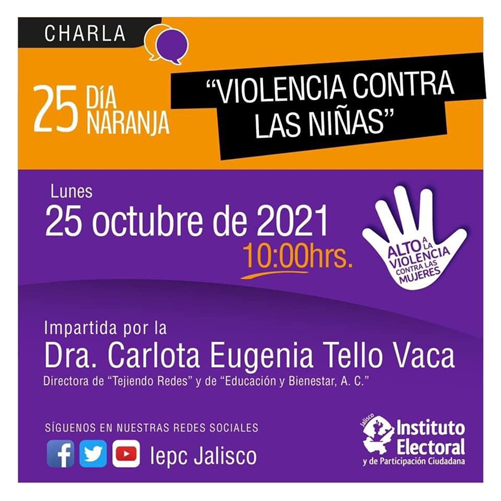 CHARLA
25 DÍA
NARANJA
“VIOLENCIA CONTRA
LAS NIÑAS”
Lunes
25 octubre de 2021
10:00hrs.
ALTO A
LA
VIOLENCIA
CONTRA LAS
MUJERES
Impartida por la
Dra. Carlota Eugenia Tello Vaca
Directora de “Tejiendo Redes” y de “Educación y Bienestar, A. C.”
SÍGUENOS EN NUESTRAS REDES SOCIALES
Iepc Jalisco
Jalisco
Instituto
Electoral
y de Participación Ciudadana